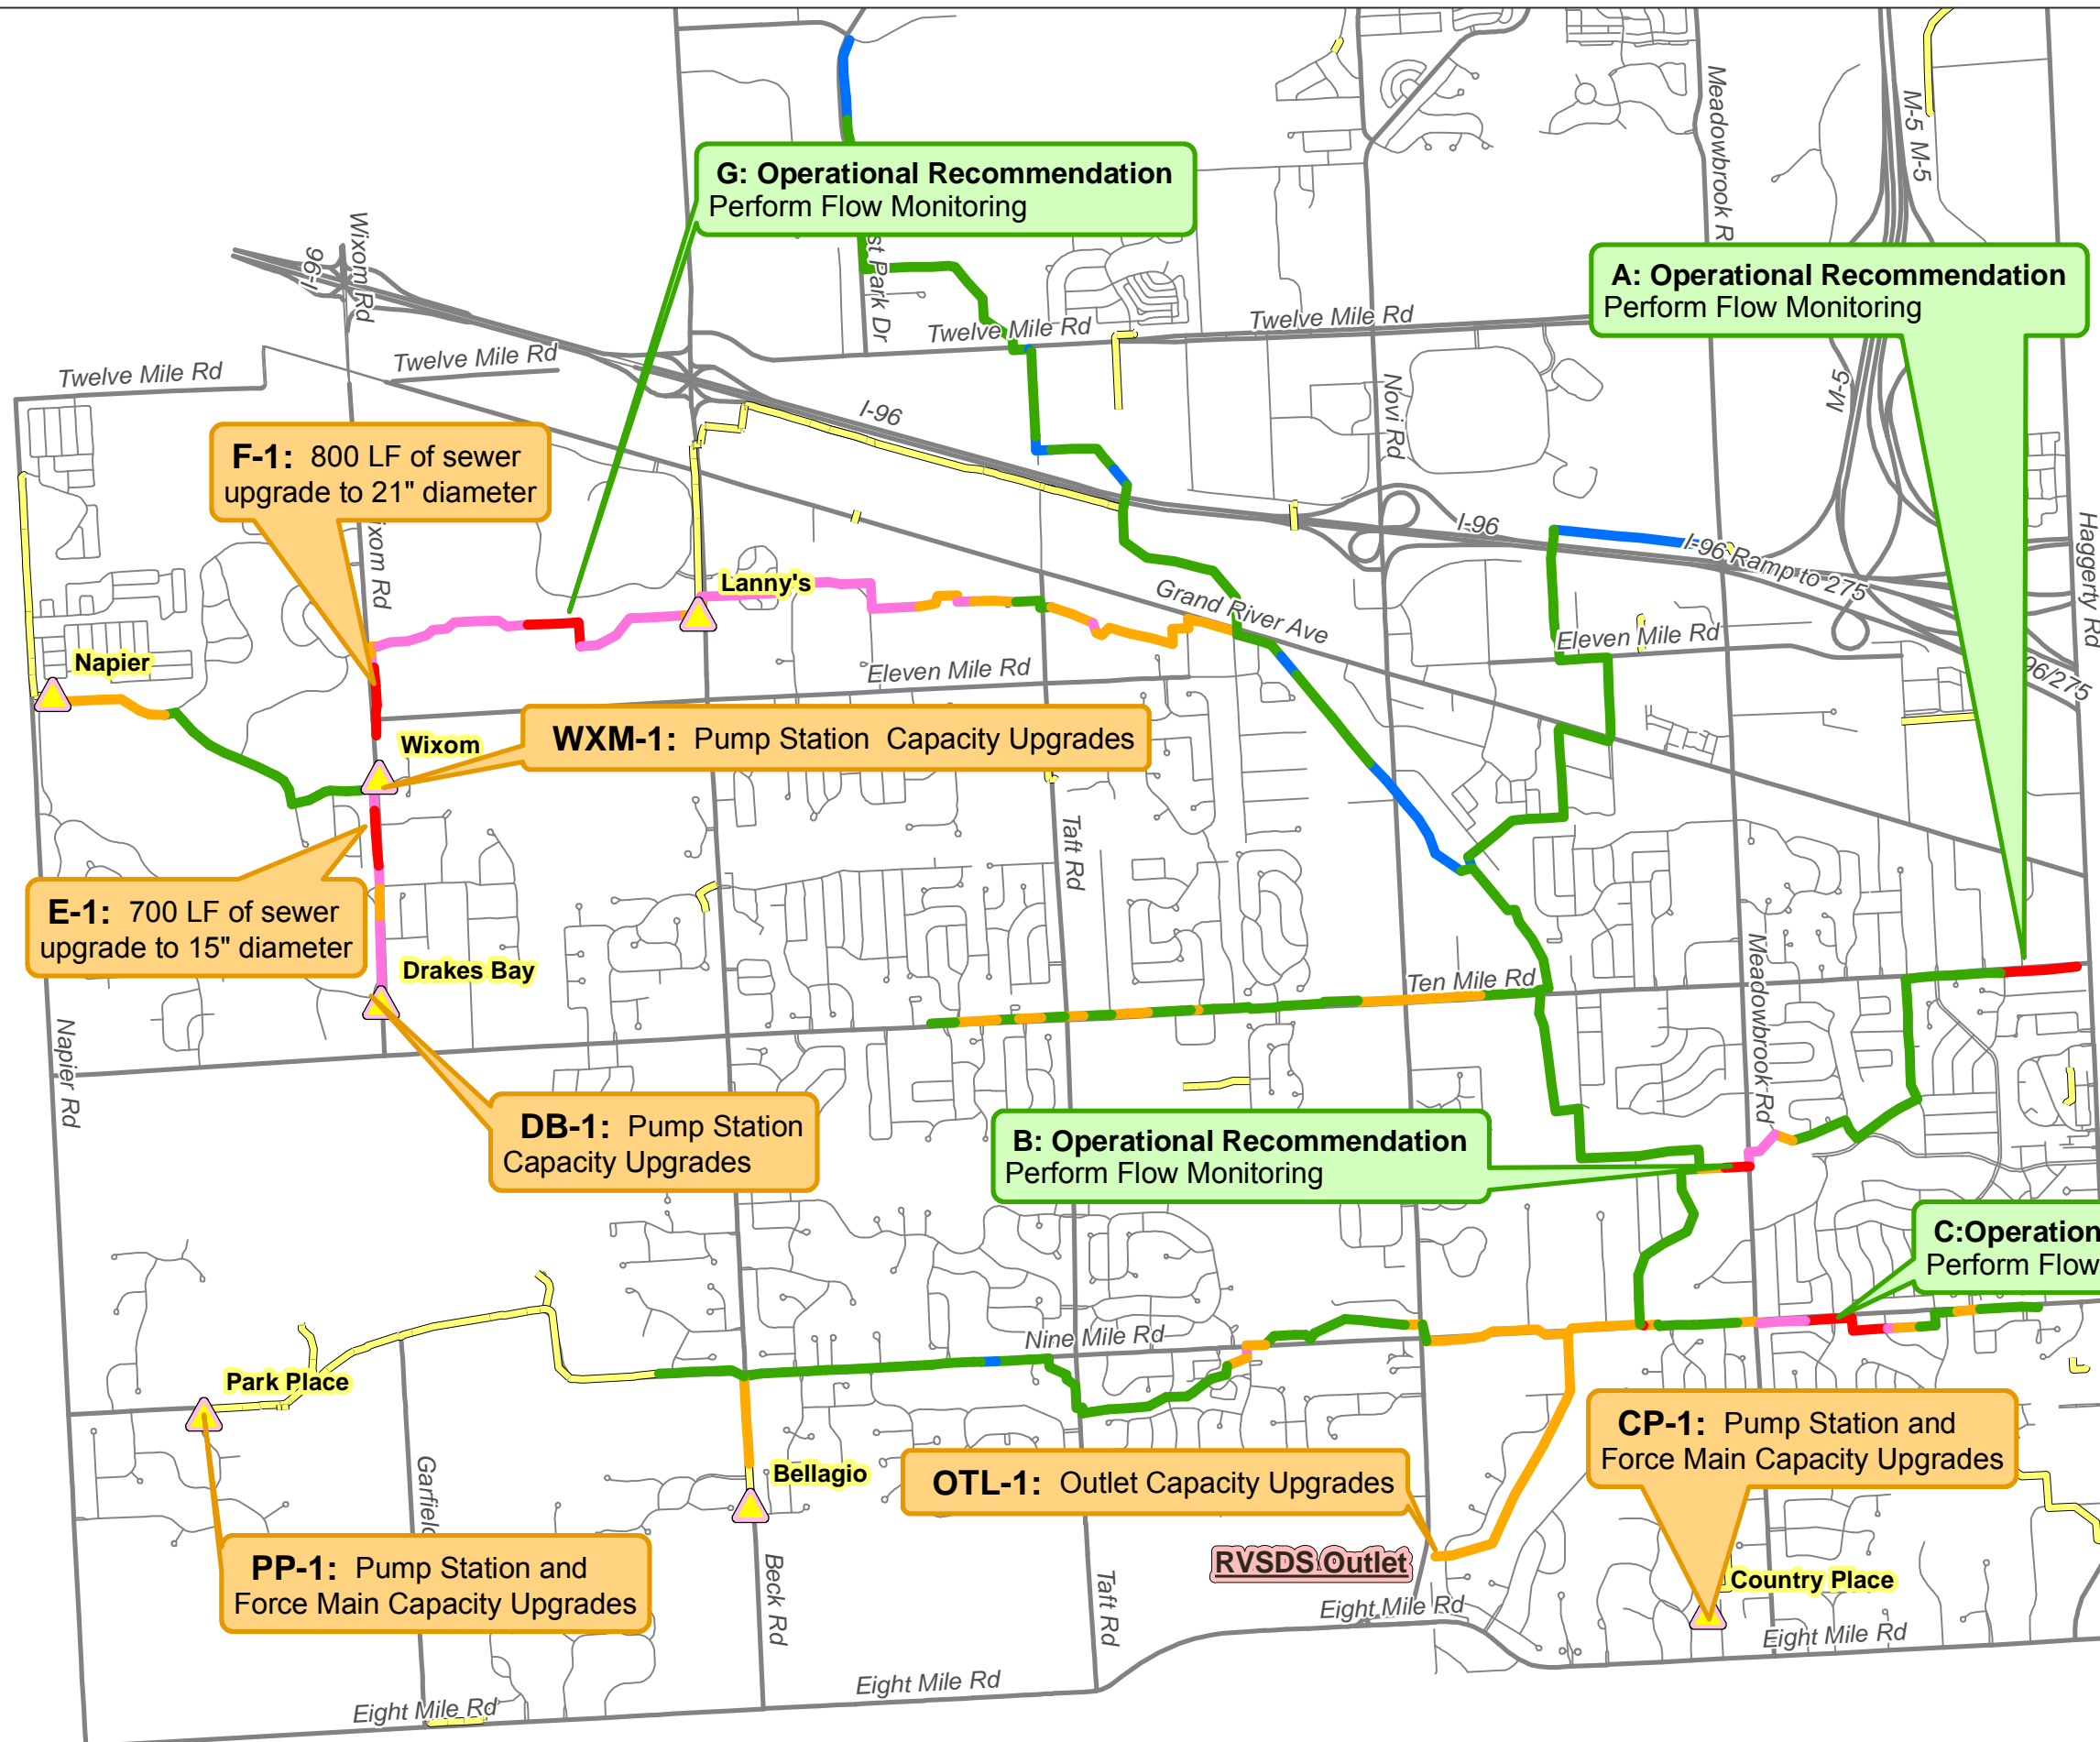 Meadowbrook R
M-5
M-5
G: Operational Recommendation
Perform Flow Monitoring
Wixom Rd
I-96
st Park Dr
A: Operational Recommendation
Perform Flow Monitoring
Twelve Mile Rd
Twelve Mile Rd
Twelve Mile Rd
Twelve Mile Rd
M-5
Novi Rd
I-96
F-1: 800 LF of sewer
upgrade to 21" diameter
ixom Rd
I-96
I-96 Ramp to 275
Haggerty Rd
Lanny's
Grand River Ave
Eleven Mile Rd
Napier
Eleven Mile Rd
96/275
Wixom
WXM-1: Pump Station Capacity Upgrades
Taft Rd
E-1: 700 LF of sewer
upgrade to 15" diameter
Drakes Bay
Ten Mile Rd
Meadowbrook Rd
Napier Rd
DB-1: Pump Station
Capacity Upgrades
B: Operational Recommendation
Perform Flow Monitoring
C:Operation
Perform Flow
Nine Mile Rd
Park Place
CP-1: Pump Station and
Force Main Capacity Upgrades
Garfield
Bellagio
OTL-1: Outlet Capacity Upgrades
PP-1: Pump Station and
Force Main Capacity Upgrades
Beck Rd
Taft Rd
RVSDS Outlet
Country Place
Eight Mile Rd
Eight Mile Rd
Eight Mile Rd
Eight Mile Rd